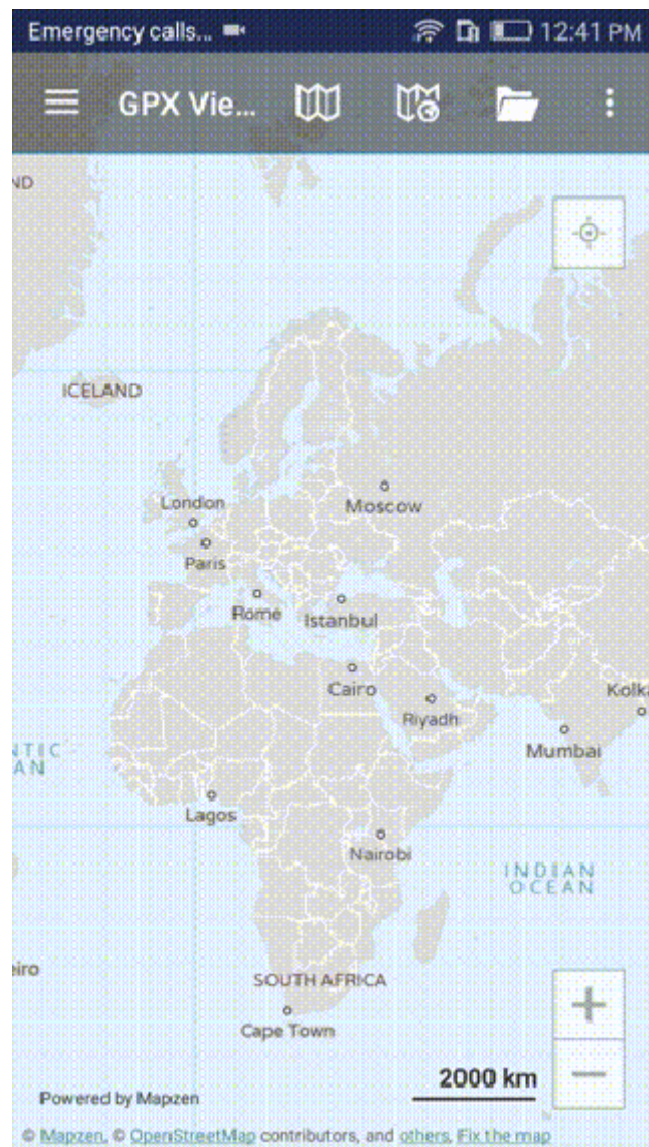 Emergency calls... 12:41 PM
GPX Vie...
ND
ICELAND
London
Moscow
Paris
Rome
Istanbul
Cairo
Kolka
Riyadh
Mumbai
NTIC
AN
Lagos
Nairobi
INDIAN
OCEAN
eiro
SOUTH AFRICA
Cape Town
2000 km
Powered by Mapzen
© Mapzen, © OpenStreetMap contributors, and others, Fix the map